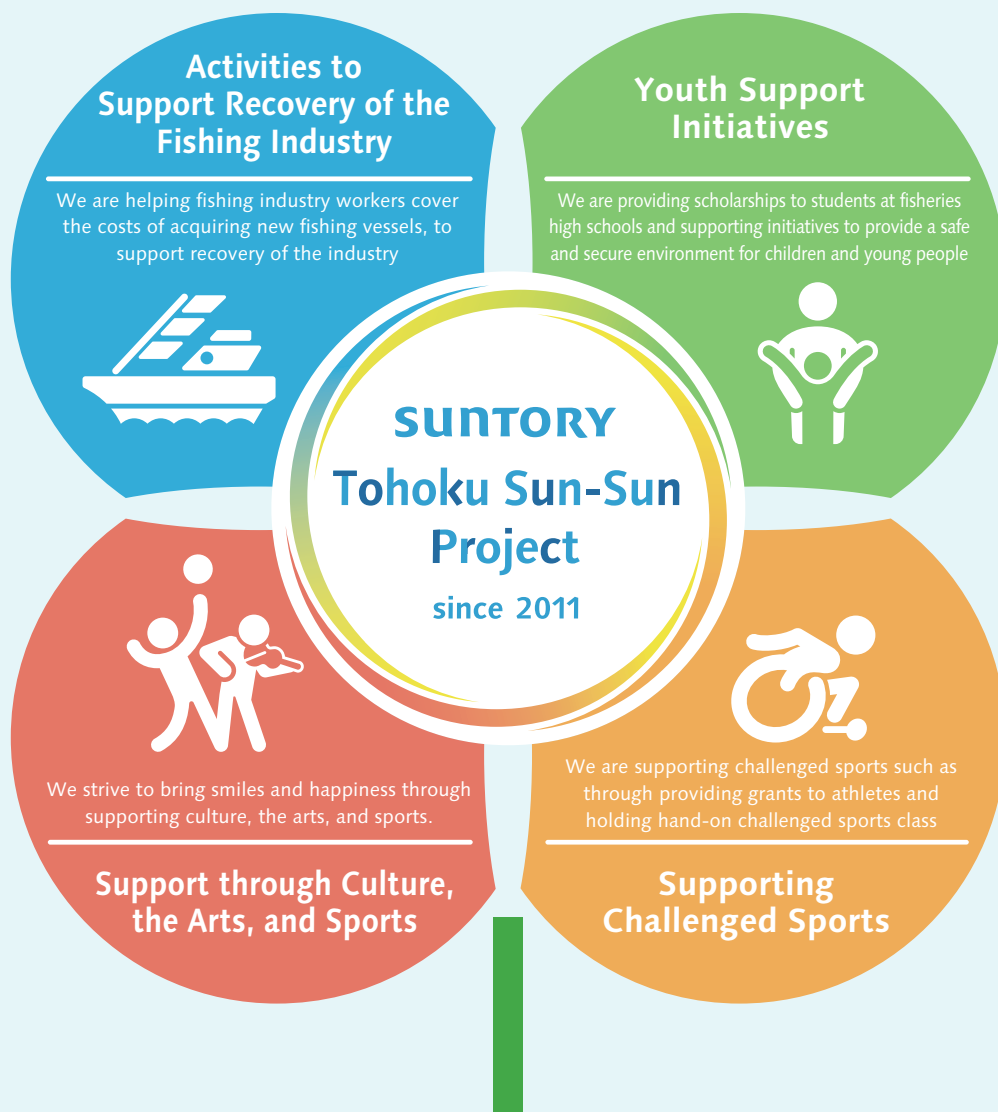 Activities to
Support Recovery of the
Fishing Industry
We are helping fishing industry workers cover
the costs of acquiring new fishing vessels, to
support recovery of the industry
Youth Support
Initiatives
We are providing scholarships to students at fisheries
high schools and supporting initiatives to provide a safe
and secure environment for children and young people
SUNTORY
Tohoku Sun-Sun
Project
since 2011
We strive to bring smiles and happiness through
supporting culture, the arts, and sports.
Support through Culture,
the Arts, and Sports
We are supporting challenged sports such as
through providing grants to athletes and
holding hand-on challenged sports class
Supporting
Challenged Sports